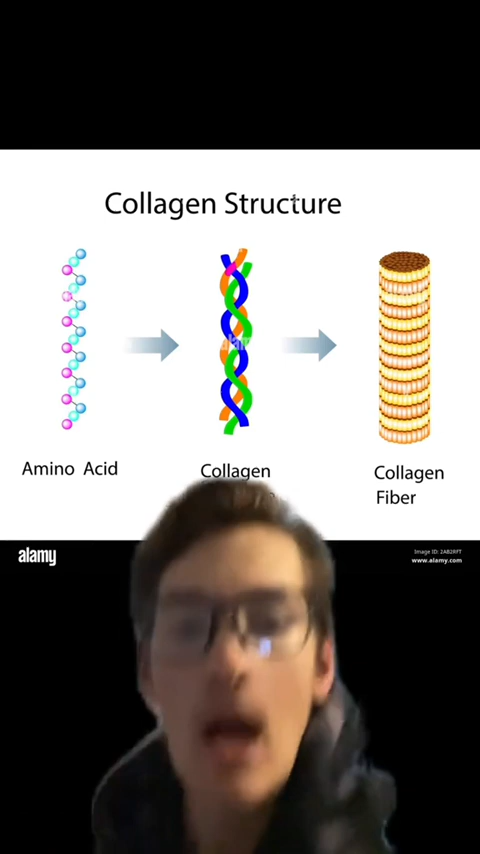 Collagen Structure
Amino Acid
Collagen
Collagen
Fiber
alamy
Image ID: 2AB2RFT
www.alamy.com